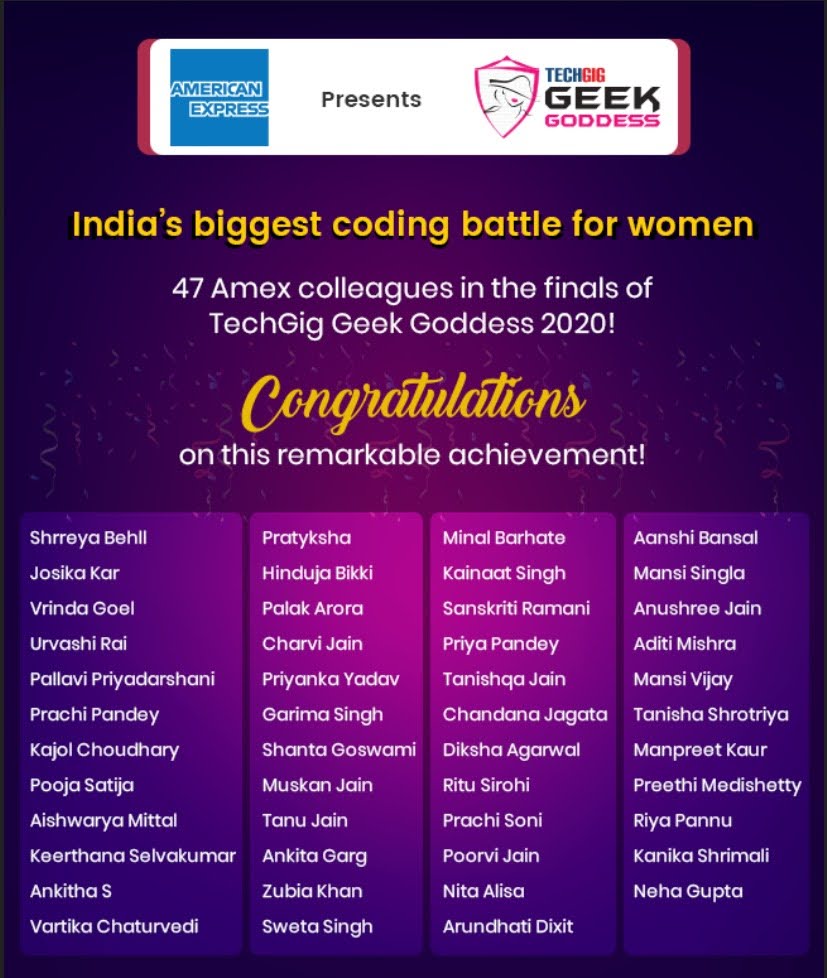 AMERICAN
EXPRESS
Presents
TECHGIG
GEEK
GODDESS
India's biggest coding battle for women
47 Amex colleagues in the finals of
TechGig Geek Goddess 2020!
Congratulations
on this remarkable achievement!
Shrreya Behll
Josika Kar
Vrinda Goel
Urvashi Rai
Pallavi Priyadarshani
Prachi Pandey
Kajol Choudhary
Pooja Satija
Aishwarya Mittal
Keerthana Selvakumar
Ankitha S
Vartika Chaturvedi
Pratyksha
Hinduja Bikki
Palak Arora
Charvi Jain
Priyanka Yadav
Garima Singh
Shanta Goswami
Muskan Jain
Tanu Jain
Ankita Garg
Zubia Khan
Sweta Singh
Minal Barhate
Kainaat Singh
Sanskriti Ramani
Priya Pandey
Tanishqa Jain
Chandana Jagata
Diksha Agarwal
Ritu Sirohi
Prachi Soni
Poorvi Jain
Nita Alisa
Arundhati Dixit
Aanshi Bansal
Mansi Singla
Anushree Jain
Aditi Mishra
Mansi Vijay
Tanisha Shrotriya
Manpreet Kaur
Preethi Medishetty
Riya Pannu
Kanika Shrimali
Neha Gupta